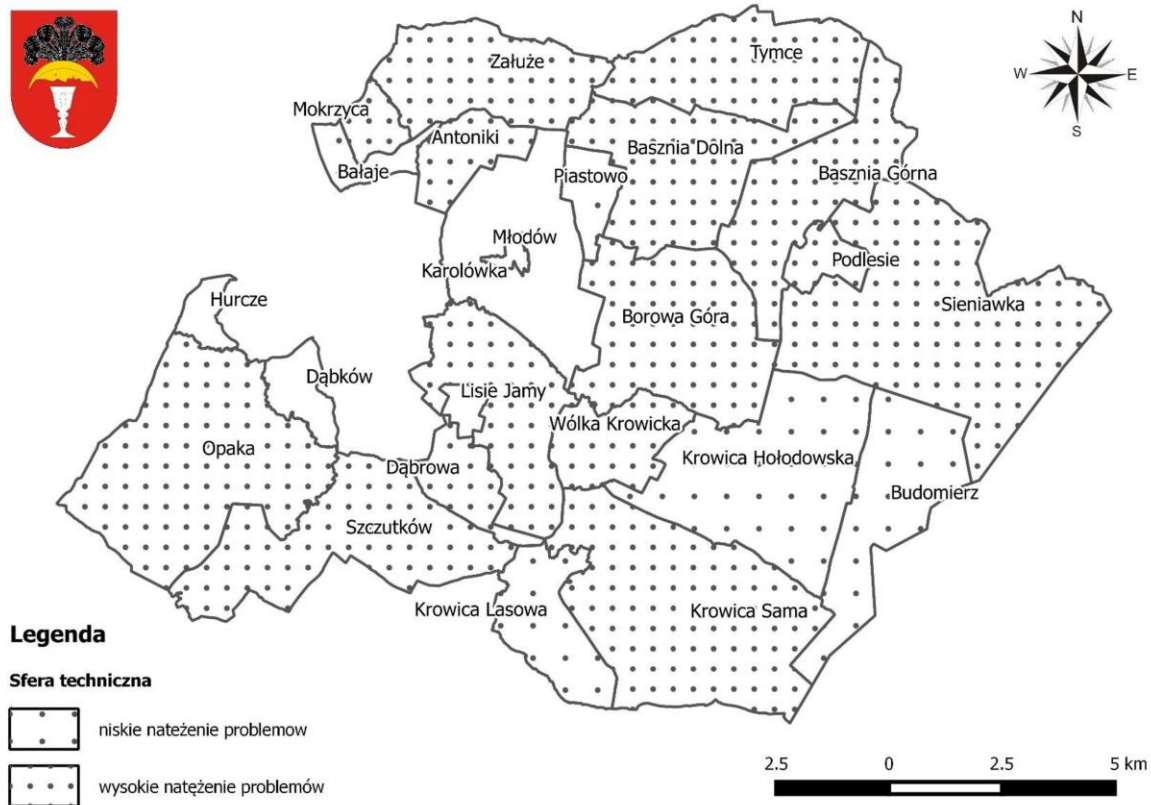 N
W E
S
Tymce
Załuże
Mokrzyca
Antoniki
Basznia Dolna
Bałaje
Piastowo
Basznia Górna
Młodów
Podlesie
Karolówka
Hurcze
Borowa Góra
Sieniawka
Dąbków
Lisie Jamy
Wólka Krowicka
Opaka
Krowica Hołodowska
Dąbrowa
Budomierz
Szczutków
Krowica Lasowa
Krowica Sama
Legenda
Sfera techniczna
niskie nateżenie problemow
wysokie natężenie problemów
2.5 0 2.5 5 km